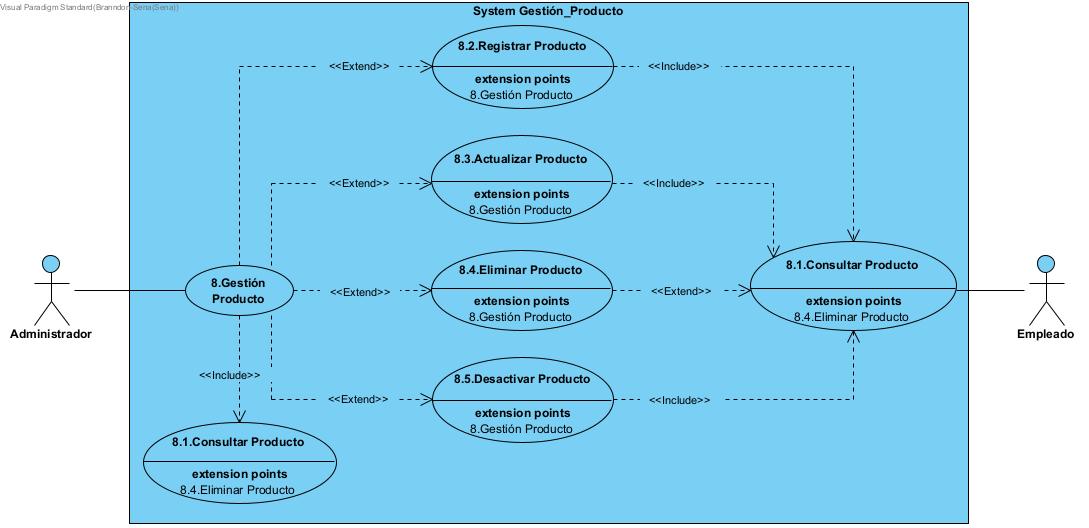 Visual Paradigm Standard(Branndon-Sena(Sena))
System Gestión_Producto
8.2.Registrar Producto
extension points
8.Gestión Producto
<<Extend>>
<<Include>>
8.3.Actualizar Producto
extension points
8.Gestión Producto
<<Extend>>
<<Include>>
8.Gestión
Producto
8.4.Eliminar Producto
extension points
8.Gestión Producto
<<Extend>>
<<Extend>>
8.1.Consultar Producto
extension points
8.4.Eliminar Producto
Administrador
Empleado
<<Include>>
8.5.Desactivar Producto
extension points
8.Gestión Producto
<<Extend>>
<<Include>>
8.1.Consultar Producto
extension points
8.4.Eliminar Producto